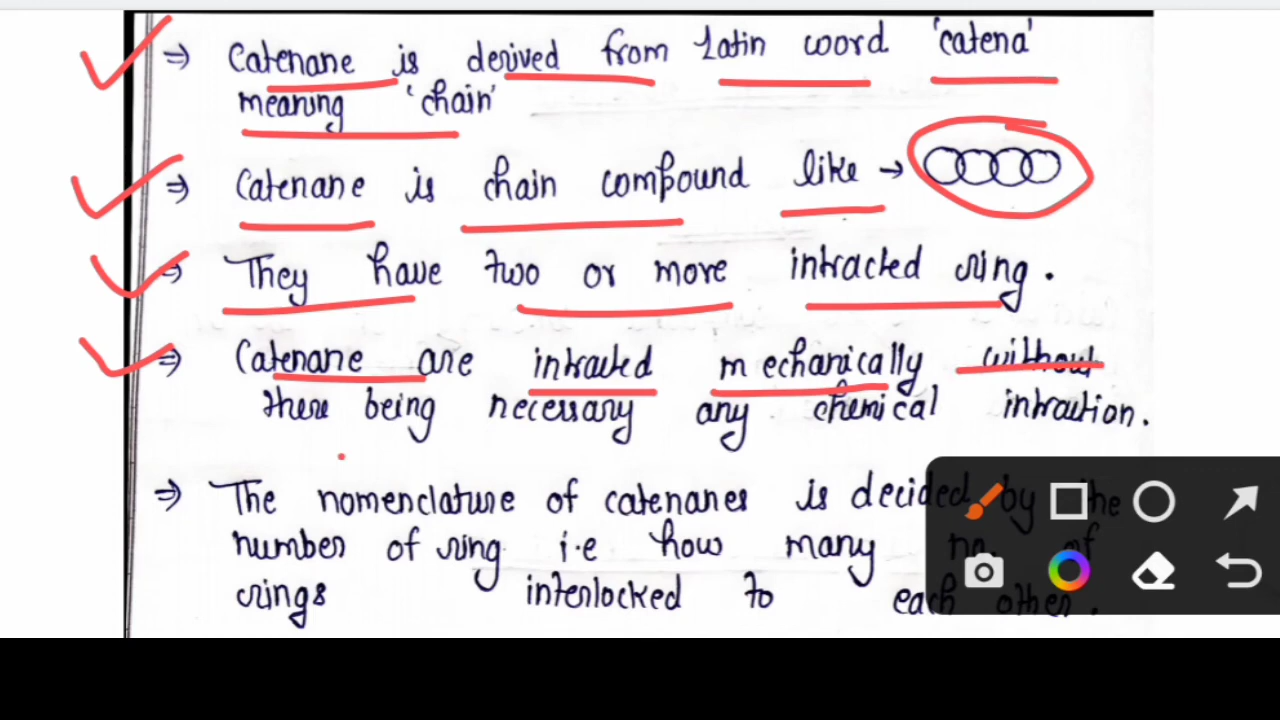 ⇒ Catenane is derived from Latin word 'catena'
meaning 'chain'
⇒ Catenane is chain compound like →
⇒ They have two or more intracted ring.
⇒ Catenane are intracted mechanically without
there being necessary any chemical intraction.
⇒ The nomenclature of catenanes is decided by the
number of ring i.e how many no. of
rings interlocked to each other.